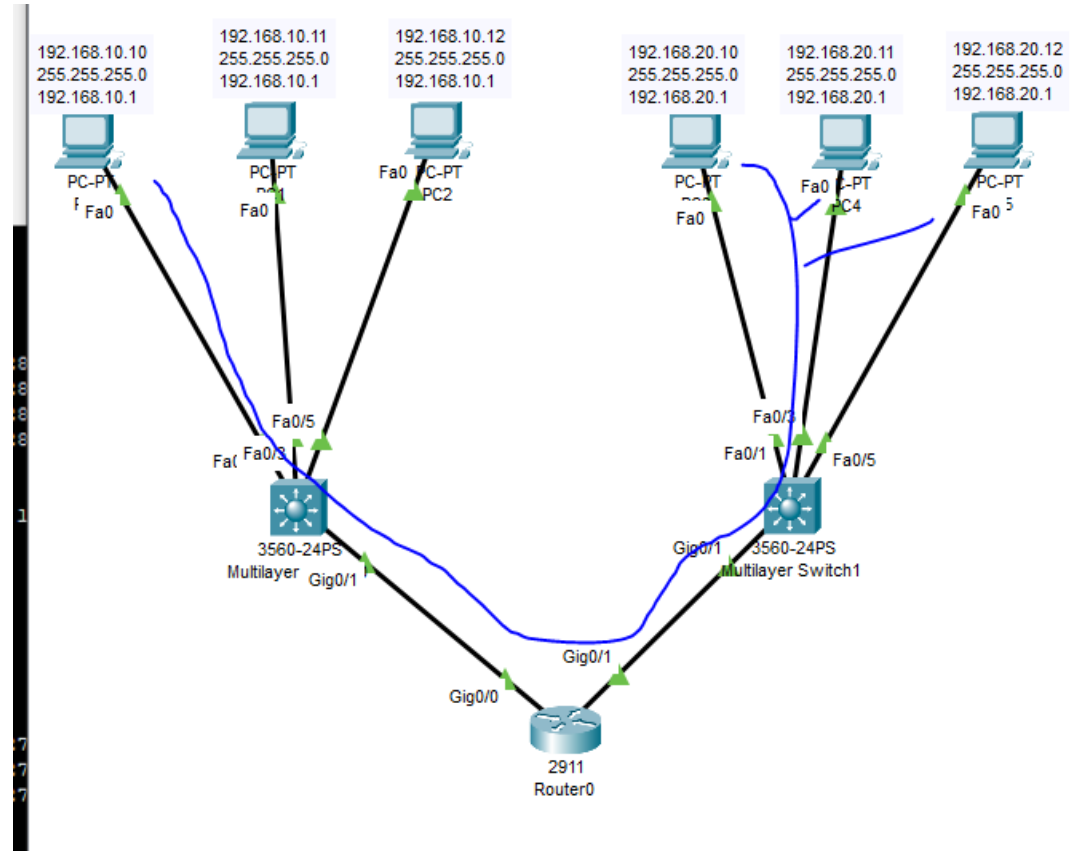 192.168.10.10
255.255.255.0
192.168.10.1
192.168.10.11
255.255.255.0
192.168.10.1
192.168.10.12
255.255.255.0
192.168.10.1
192.168.20.10
255.255.255.0
192.168.20.1
192.168.20.11
255.255.255.0
192.168.20.1
192.168.20.12
255.255.255.0
192.168.20.1
PC-PT
Fa0
PC-PT
Fa0
Fa0
PC-PT
PC2
PC-PT
Fa0
Fa0
-PT
PC4
PC-PT
Fa0
Fa0/5
Fa0/3
Fa0/3
Fa0/1
Fa0/5
3560-24PS
Multilayer
Gig0/1
Gig0/1
3560-24PS
Multilayer Switch1
Gig0/1
Gig0/0
2911
Router0